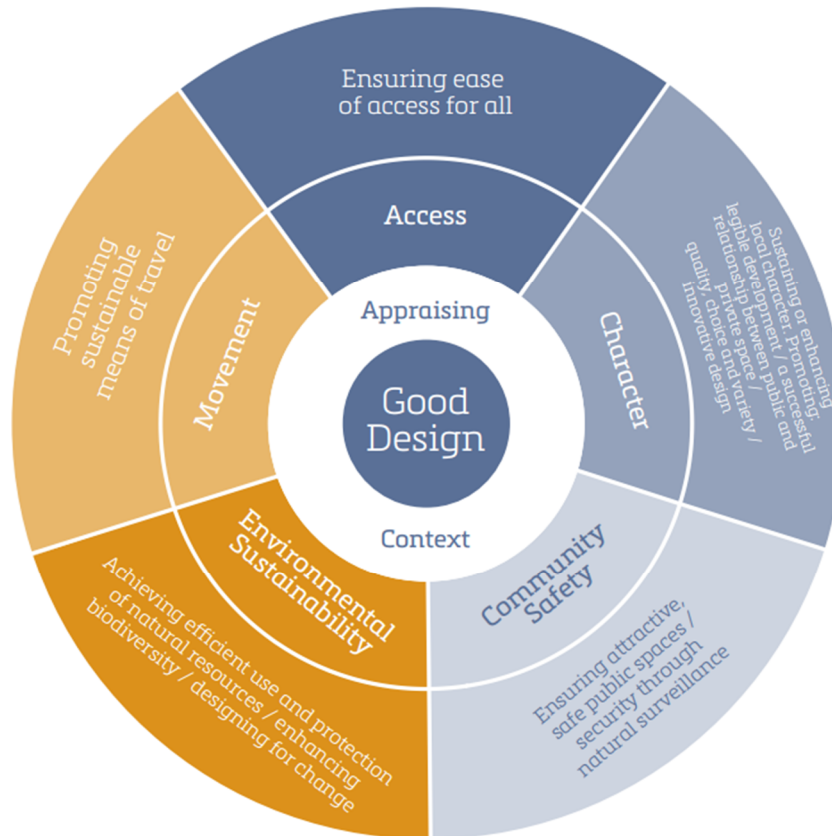 Ensuring ease
of access for all
Access
Sustaining or enhancing
local character. Promoting;
legible development / a successful
relationship between public and
private space /
quality, choice and variety /
innovative design
Character
Ensuring attractive,
safe public spaces /
security through
natural surveillance
Community
Safety
Achieving efficient use and protection
of natural resources / enhancing
biodiversity / designing for change
Environmental
Sustainability
Promoting
sustainable
means of travel
Movement
Appraising
Good
Design
Context